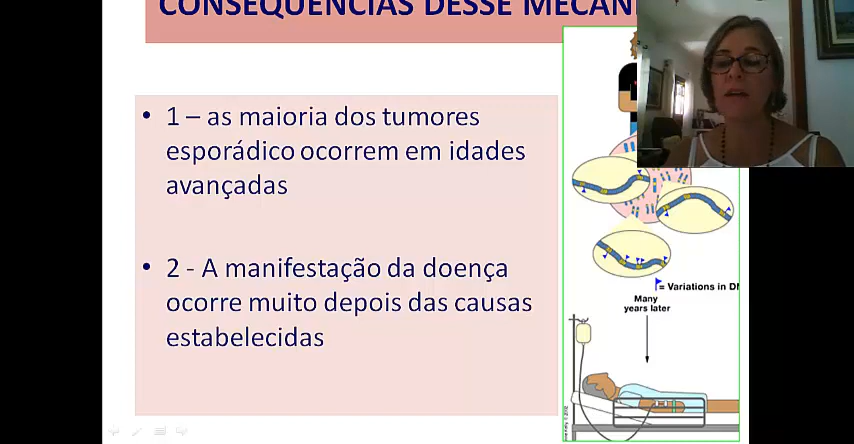 CONSEQUÊNCIAS DESSE MECAN
• 1 – as maioria dos tumores
esporádico ocorrem em idades
avançadas
• 2 - A manifestação da doença
ocorre muito depois das causas
estabelecidas
= Variations in D
Many
years later